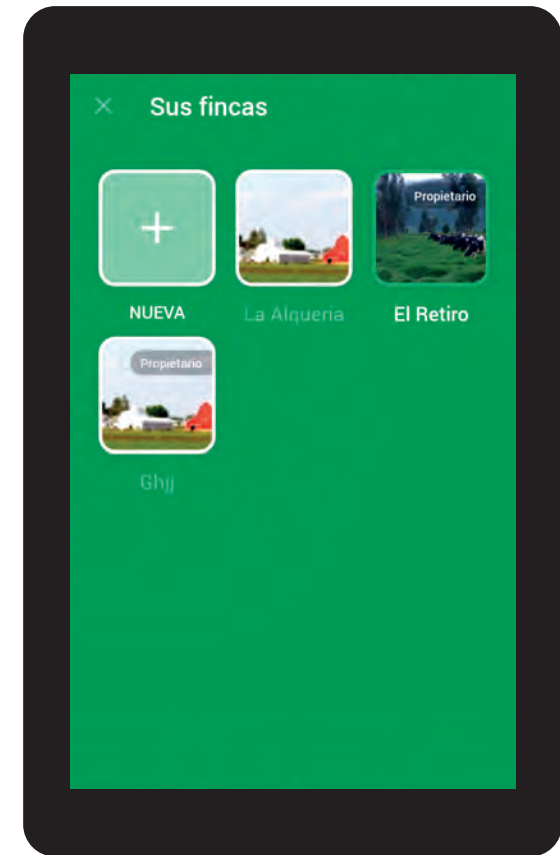 Sus fincas
Propietario
NUEVA
La Alqueria
El Retiro
Propietario
Ghjj